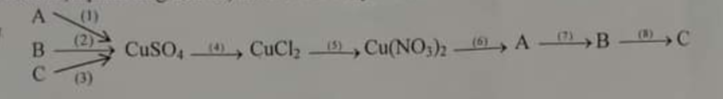 A (1)
B (2) CuSO₄ (4) CuCl₂ (5) Cu(NO₃)₂ (6) A (7) B (8) C
C (3)